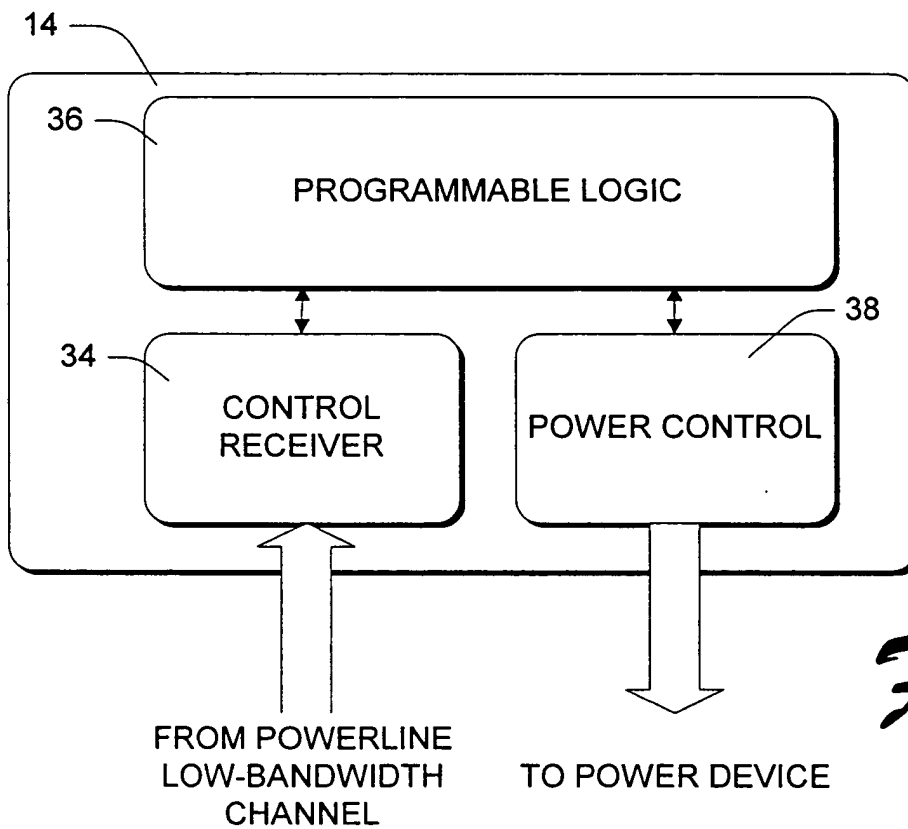 14
36
PROGRAMMABLE LOGIC
38
34
CONTROL
RECEIVER
POWER CONTROL
FROM POWERLINE
LOW-BANDWIDTH
CHANNEL
TO POWER DEVICE